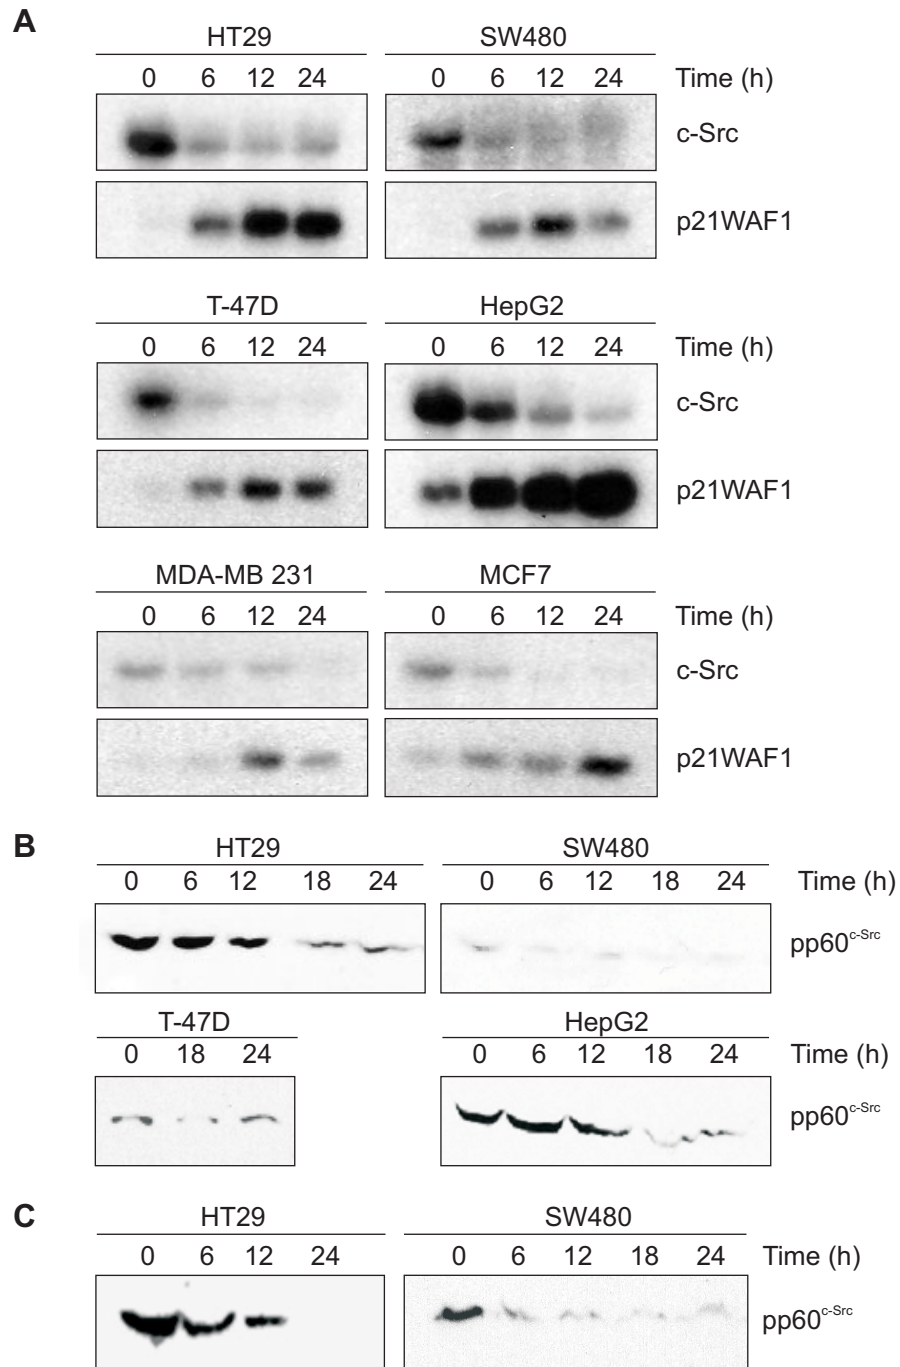 A
HT29 SW480
0 6 12 24 0 6 12 24 Time (h)
c-Src
p21WAF1
T-47D HepG2
0 6 12 24 0 6 12 24 Time (h)
c-Src
p21WAF1
MDA-MB 231 MCF7
0 6 12 24 0 6 12 24 Time (h)
c-Src
p21WAF1
B
HT29 SW480
0 6 12 18 24 0 6 12 18 24 Time (h)
pp60c-Src
T-47D HepG2
0 18 24 0 6 12 18 24 Time (h)
pp60c-Src
C
HT29 SW480
0 6 12 24 0 6 12 18 24 Time (h)
pp60c-Src